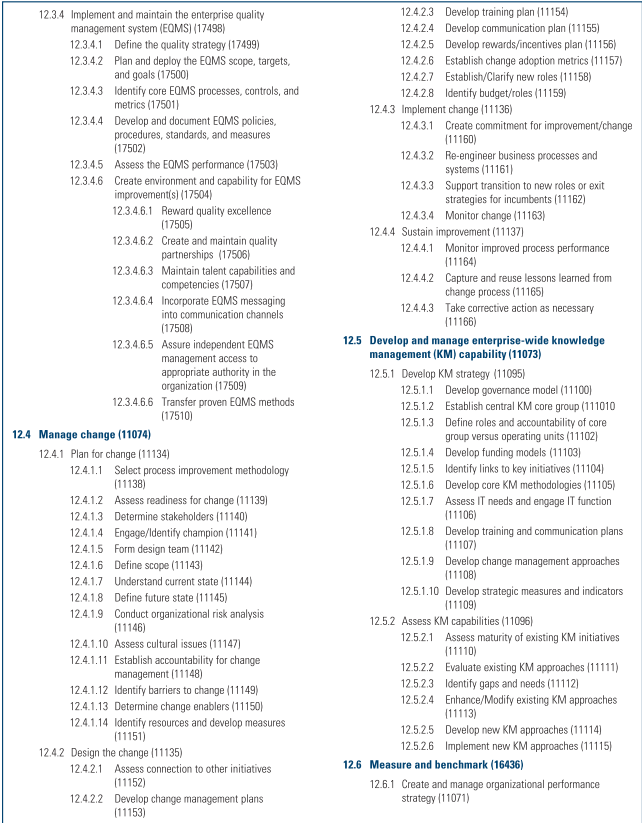 12.3.4 Implement and maintain the enterprise quality
management system (EQMS) (17498)
12.3.4.1 Define the quality strategy (17499)
12.3.4.2 Plan and deploy the EQMS scope, targets,
and goals (17500)
12.3.4.3 Identify core EQMS processes, controls, and
metrics (17501)
12.3.4.4 Develop and document EQMS policies,
procedures, standards, and measures
(17502)
12.3.4.5 Assess the EQMS performance (17503)
12.3.4.6 Create environment and capability for EQMS
improvement(s) (17504)
12.3.4.6.1 Reward quality excellence
(17505)
12.3.4.6.2 Create and maintain quality
partnerships (17506)
12.3.4.6.3 Maintain talent capabilities and
competencies (17507)
12.3.4.6.4 Incorporate EQMS messaging
into communication channels
(17508)
12.3.4.6.5 Assure independent EQMS
management access to
appropriate authority in the
organization (17509)
12.3.4.6.6 Transfer proven EQMS methods
(17510)
12.4 Manage change (11074)
12.4.1 Plan for change (11134)
12.4.1.1 Select process improvement methodology
(11138)
12.4.1.2 Assess readiness for change (11139)
12.4.1.3 Determine stakeholders (11140)
12.4.1.4 Engage/Identify champion (11141)
12.4.1.5 Form design team (11142)
12.4.1.6 Define scope (11143)
12.4.1.7 Understand current state (11144)
12.4.1.8 Define future state (11145)
12.4.1.9 Conduct organizational risk analysis
(11146)
12.4.1.10 Assess cultural issues (11147)
12.4.1.11 Establish accountability for change
management (11148)
12.4.1.12 Identify barriers to change (11149)
12.4.1.13 Determine change enablers (11150)
12.4.1.14 Identify resources and develop measures
(11151)
12.4.2 Design the change (11135)
12.4.2.1 Assess connection to other initiatives
(11152)
12.4.2.2 Develop change management plans
(11153)
12.4.2.3 Develop training plan (11154)
12.4.2.4 Develop communication plan (11155)
12.4.2.5 Develop rewards/incentives plan (11156)
12.4.2.6 Establish change adoption metrics (11157)
12.4.2.7 Establish/Clarify new roles (11158)
12.4.2.8 Identify budget/roles (11159)
12.4.3 Implement change (11136)
12.4.3.1 Create commitment for improvement/change
(11160)
12.4.3.2 Re-engineer business processes and
systems (11161)
12.4.3.3 Support transition to new roles or exit
strategies for incumbents (11162)
12.4.3.4 Monitor change (11163)
12.4.4 Sustain improvement (11137)
12.4.4.1 Monitor improved process performance
(11164)
12.4.4.2 Capture and reuse lessons learned from
change process (11165)
12.4.4.3 Take corrective action as necessary
(11166)
12.5 Develop and manage enterprise-wide knowledge
management (KM) capability (11073)
12.5.1 Develop KM strategy (11095)
12.5.1.1 Develop governance model (11100)
12.5.1.2 Establish central KM core group (111010
12.5.1.3 Define roles and accountability of core
group versus operating units (11102)
12.5.1.4 Develop funding models (11103)
12.5.1.5 Identify links to key initiatives (11104)
12.5.1.6 Develop core KM methodologies (11105)
12.5.1.7 Assess IT needs and engage IT function
(11106)
12.5.1.8 Develop training and communication plans
(11107)
12.5.1.9 Develop change management approaches
(11108)
12.5.1.10 Develop strategic measures and indicators
(11109)
12.5.2 Assess KM capabilities (11096)
12.5.2.1 Assess maturity of existing KM initiatives
(11110)
12.5.2.2 Evaluate existing KM approaches (11111)
12.5.2.3 Identify gaps and needs (11112)
12.5.2.4 Enhance/Modify existing KM approaches
(11113)
12.5.2.5 Develop new KM approaches (11114)
12.5.2.6 Implement new KM approaches (11115)
12.6 Measure and benchmark (16436)
12.6.1 Create and manage organizational performance
strategy (11071)